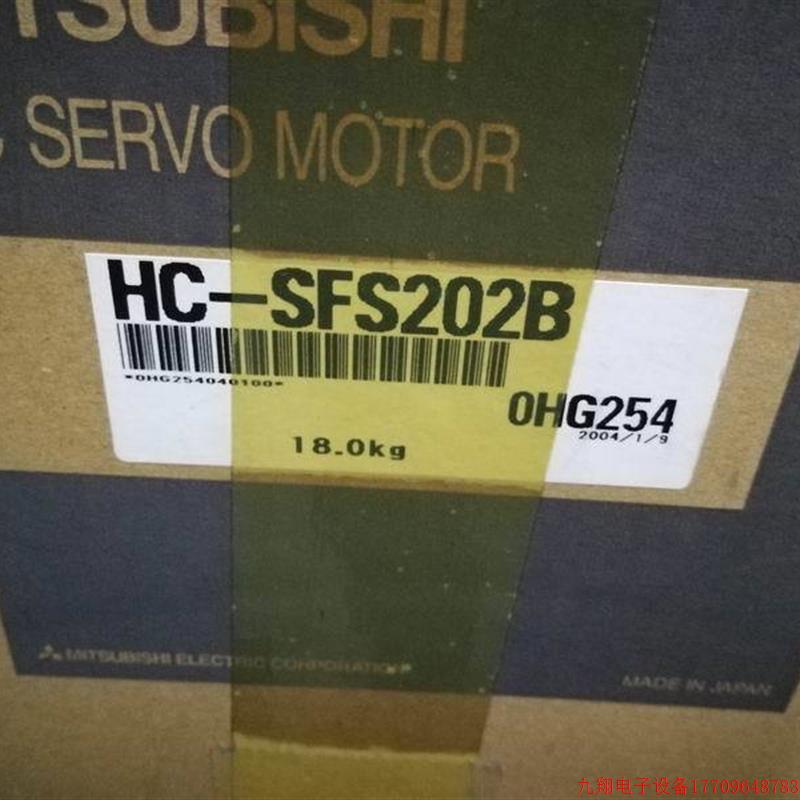 TSUBISHI
C SERVO MOTOR
HC-SFS202B
*0HG254040100*
0HG254
2004/1/9
18.0kg
MITSUBISHI ELECTRIC CORPORATION
MADE IN JAPAN
九翔电子设备17709648783